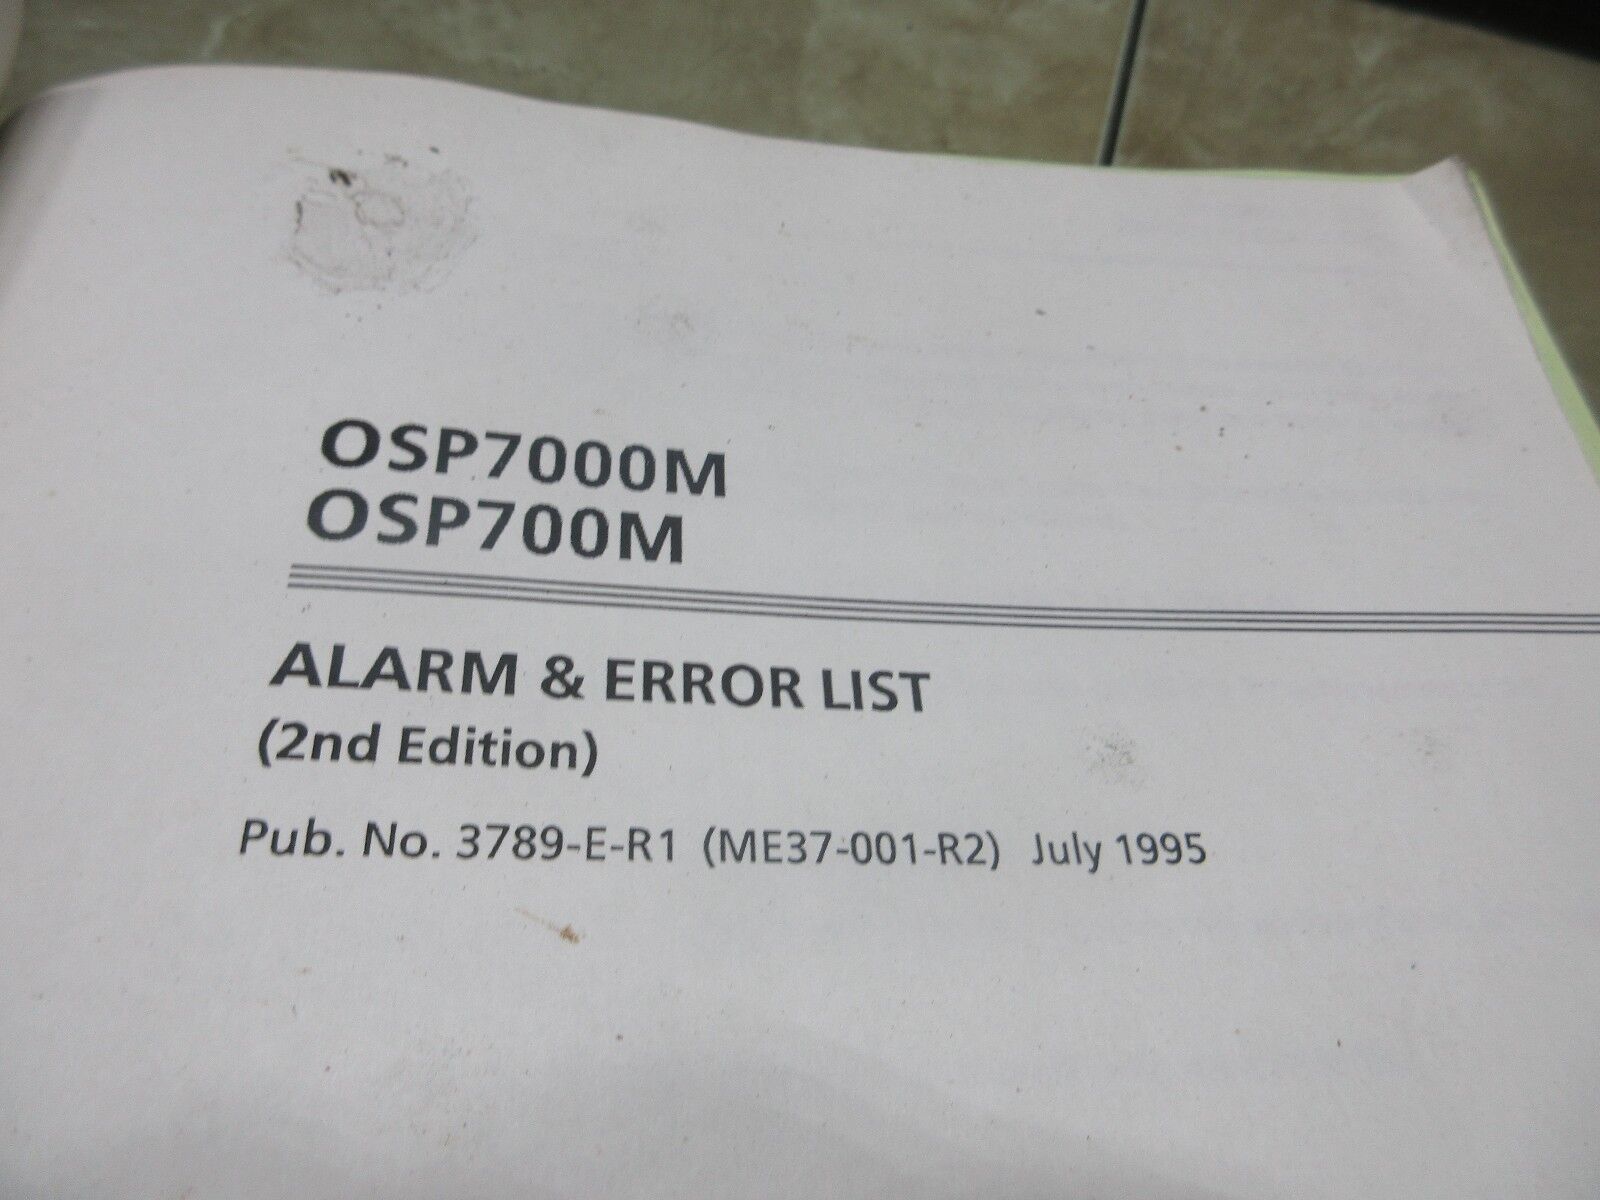 OSP7000M
OSP700M
ALARM & ERROR LIST
(2nd Edition)
Pub. No. 3789-E-R1 (ME37-001-R2) July 1995